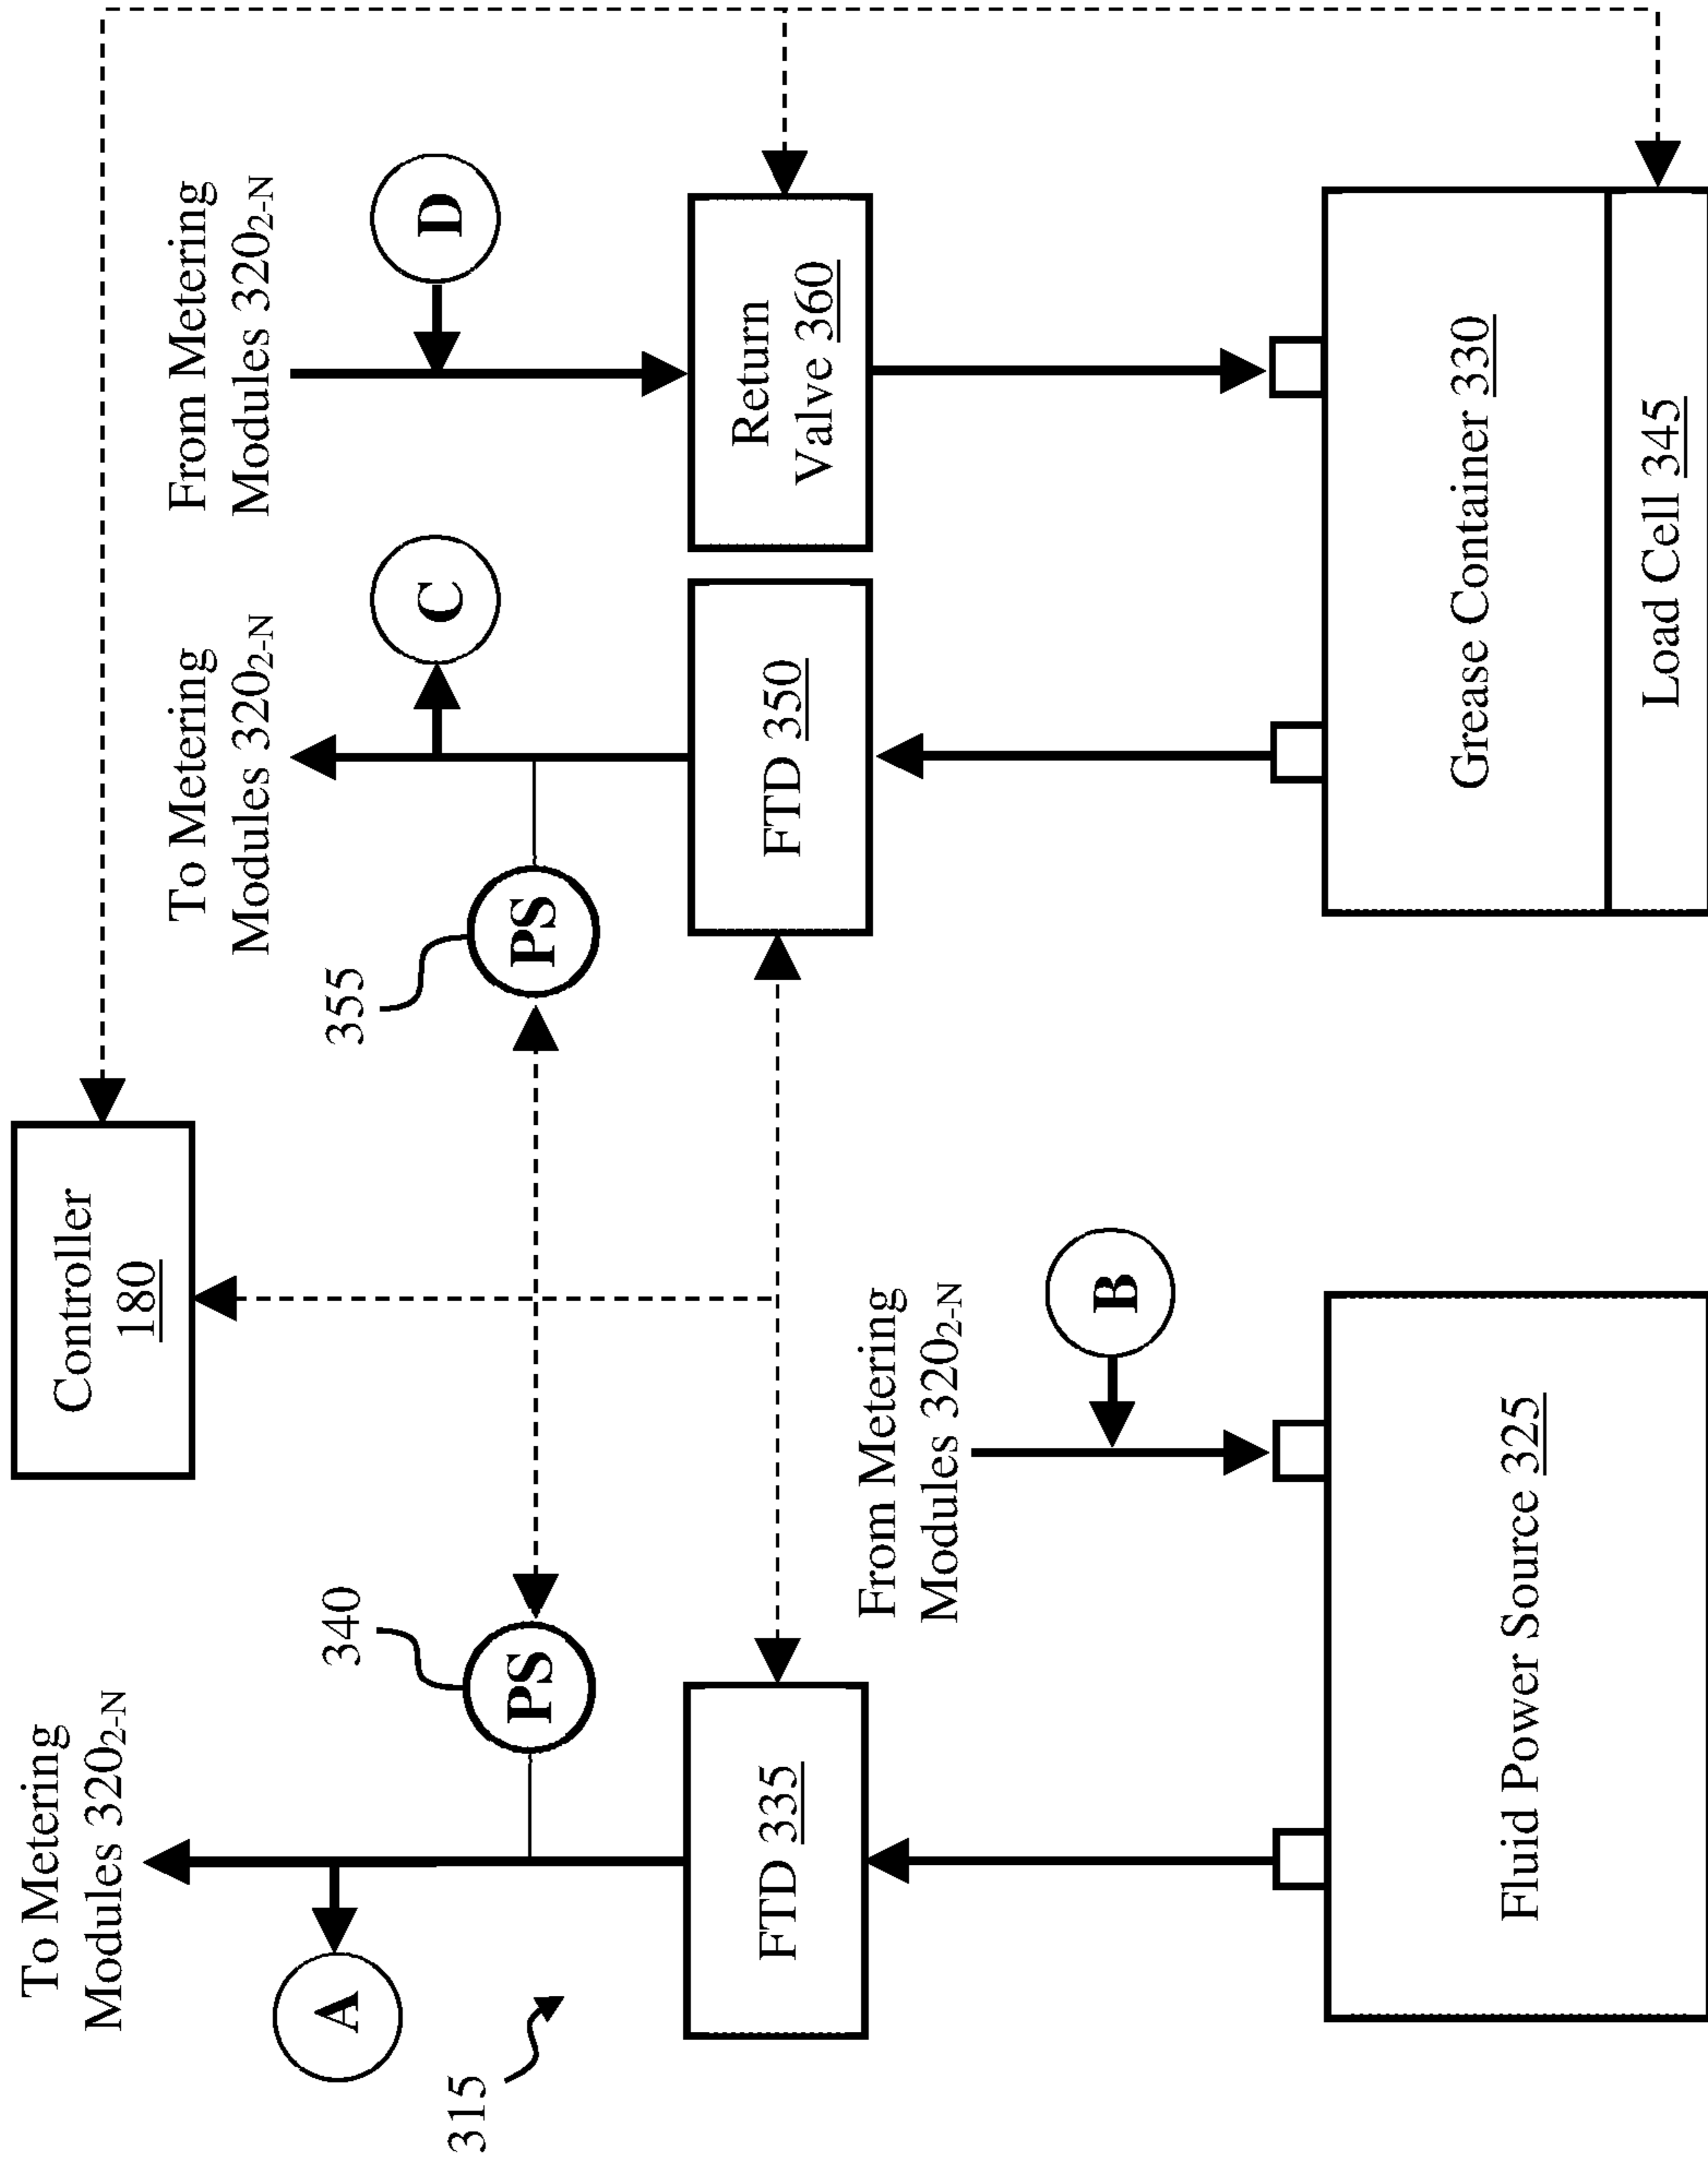 To Metering
Modules 320₂₋N
A
315
340
PS
FTD 335
Controller
180
From Metering
Modules 320₂₋N
B
Fluid Power Source 325
To Metering
Modules 320₂₋N
C
355
PS
FTD 350
From Metering
Modules 320₂₋N
D
Return
Valve 360
Grease Container 330
Load Cell 345